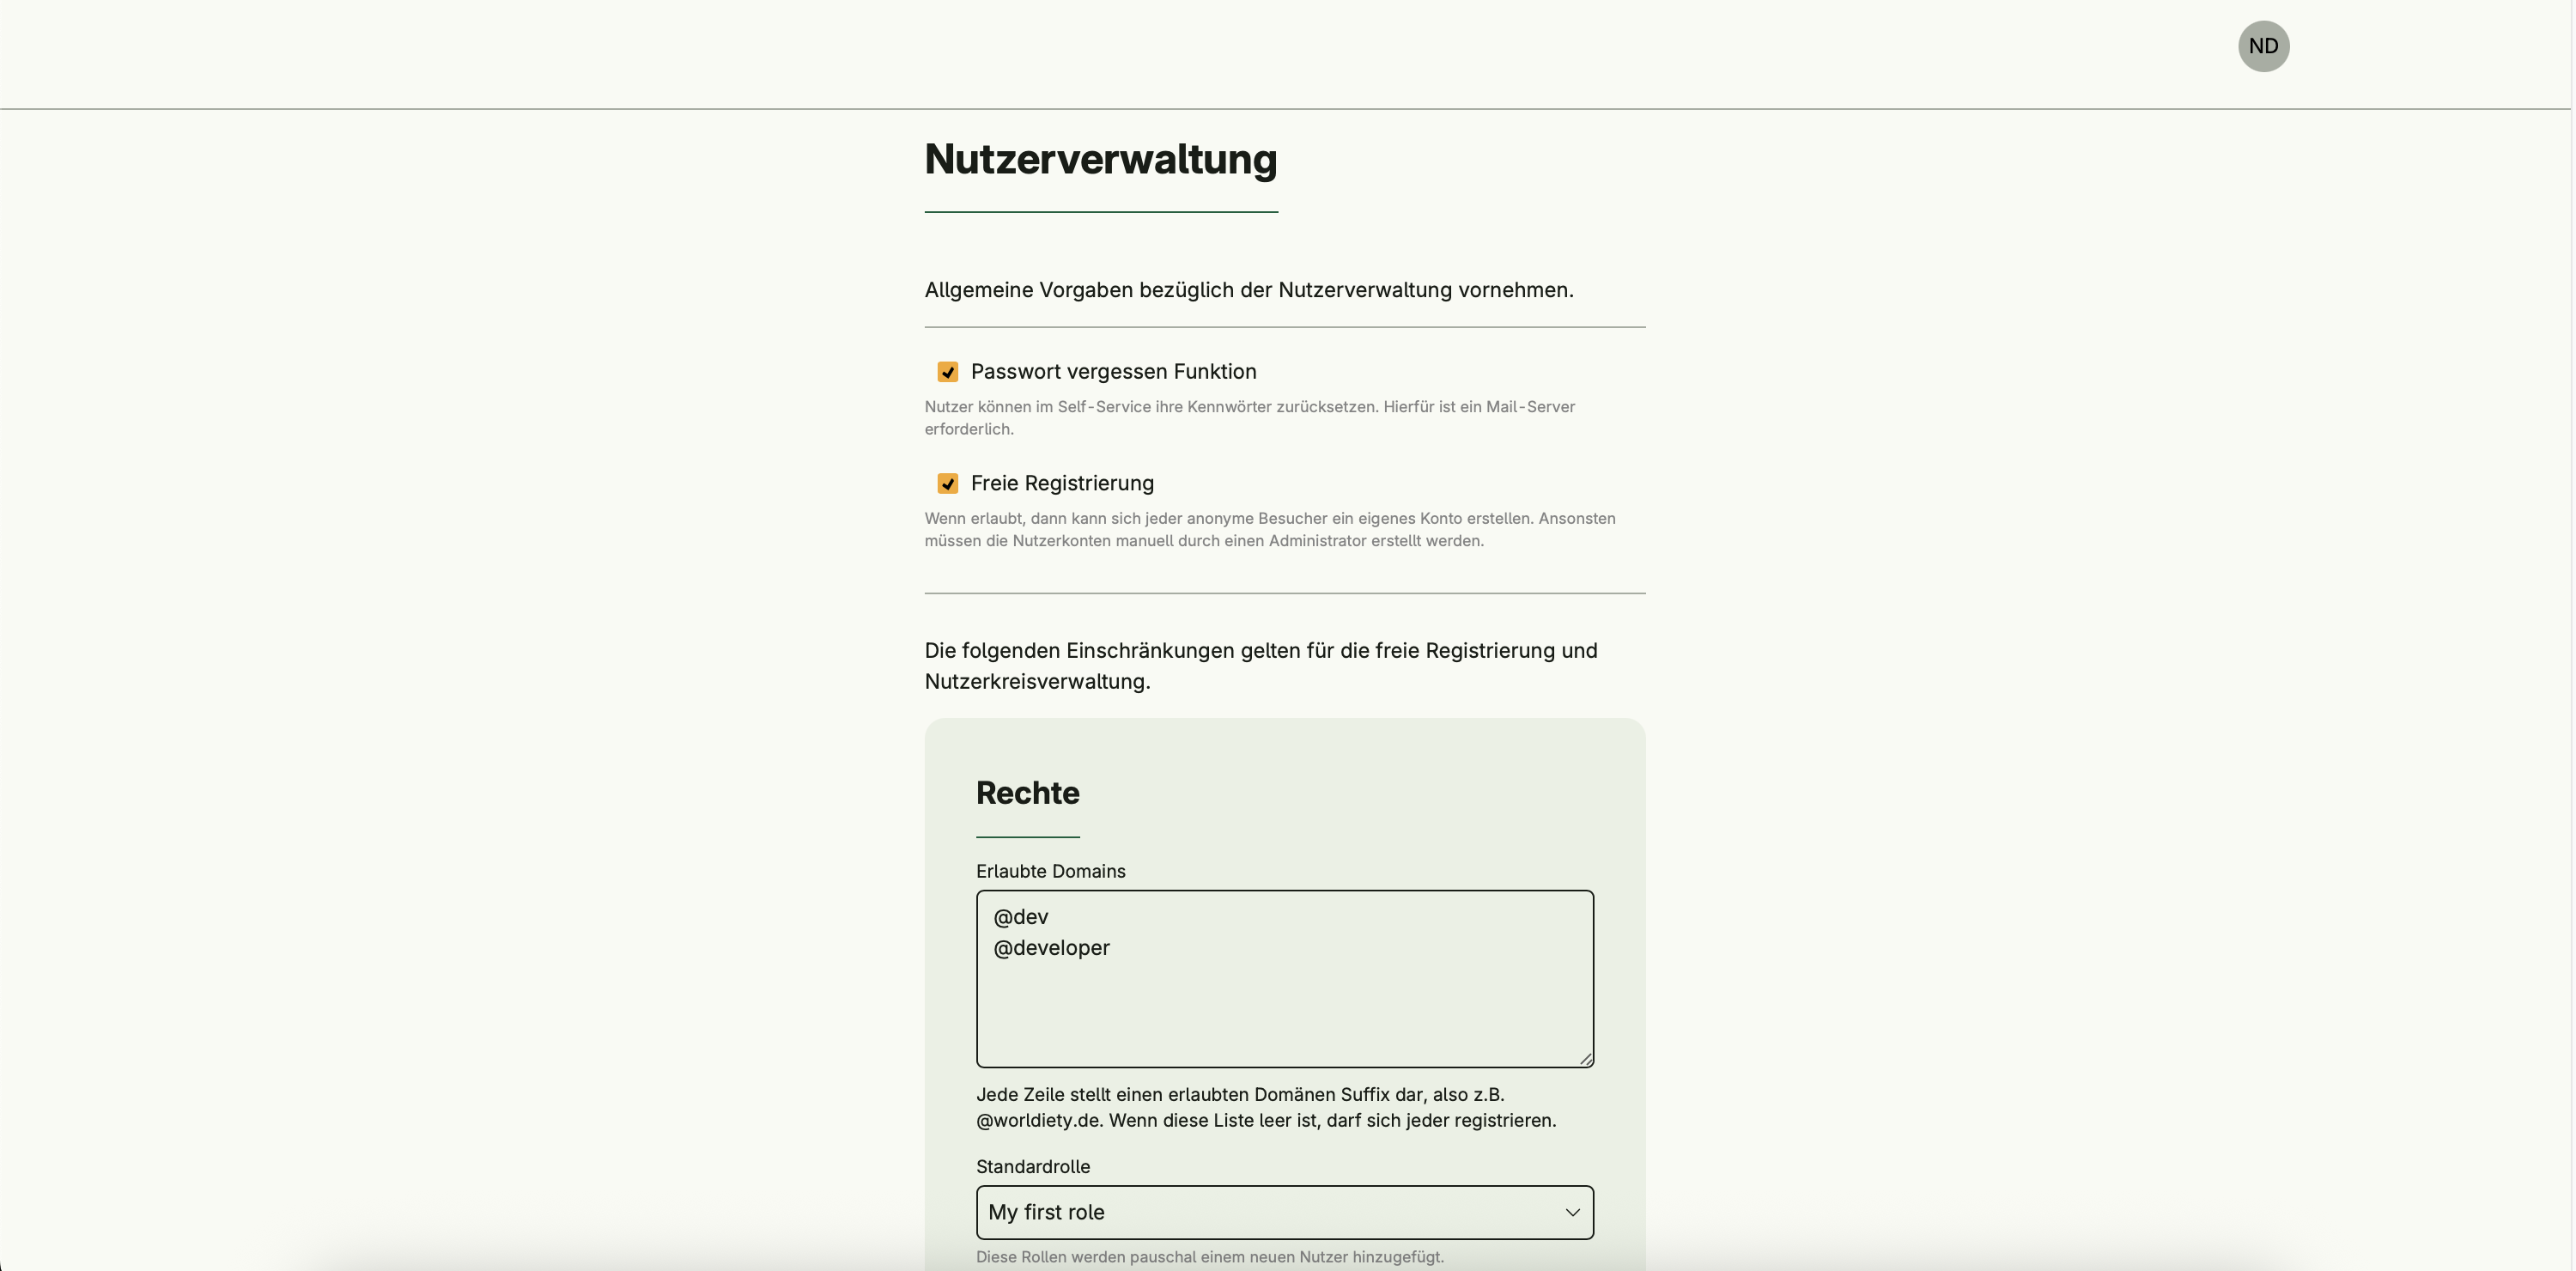 ND
Nutzerverwaltung
Allgemeine Vorgaben bezüglich der Nutzerverwaltung vornehmen.
Passwort vergessen Funktion
Nutzer können im Self-Service ihre Kennwörter zurücksetzen. Hierfür ist ein Mail-Server
erforderlich.
Freie Registrierung
Wenn erlaubt, dann kann sich jeder anonyme Besucher ein eigenes Konto erstellen. Ansonsten
müssen die Nutzerkonten manuell durch einen Administrator erstellt werden.
Die folgenden Einschränkungen gelten für die freie Registrierung und
Nutzerkreisverwaltung.
Rechte
Erlaubte Domains
@dev
@developer
Jede Zeile stellt einen erlaubten Domänen Suffix dar, also z.B.
@worldiety.de. Wenn diese Liste leer ist, darf sich jeder registrieren.
Standardrolle
My first role
Diese Rollen werden pauschal einem neuen Nutzer hinzugefügt.